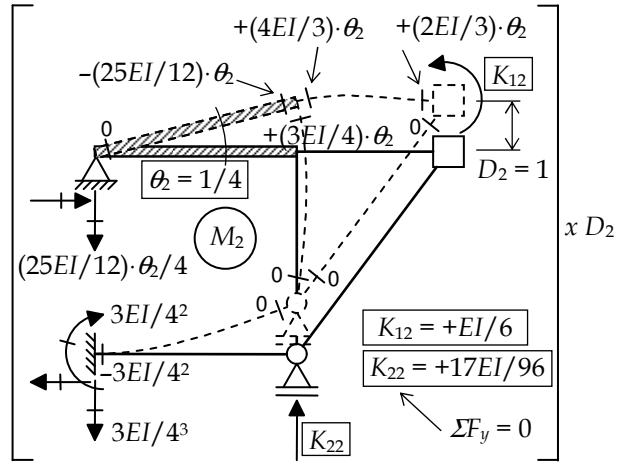 +(4EI/3)·θ₂
+(2EI/3)·θ₂
−(25EI/12)·θ₂
K₁₂
0
0
+(3EI/4)·θ₂
θ₂ = 1/4
D₂ = 1
M₂
x D₂
(25EI/12)·θ₂/4
0
0
0
3EI/4²
K₁₂ = +EI/6
−3EI/4²
K₂₂ = +17EI/96
3EI/4³
K₂₂
ΣFy = 0